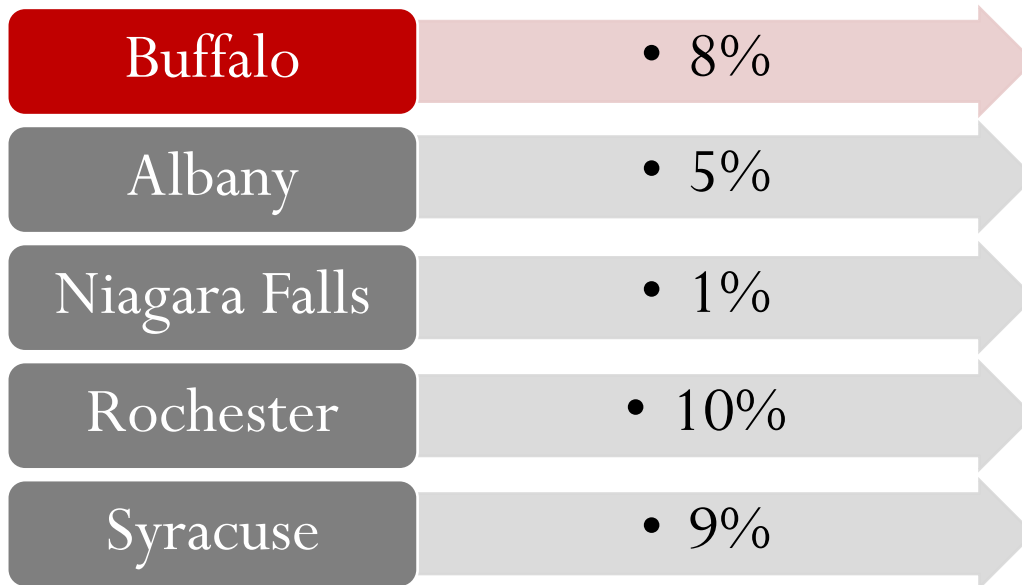 Buffalo
• 8%
Albany
• 5%
Niagara Falls
• 1%
Rochester
• 10%
Syracuse
• 9%